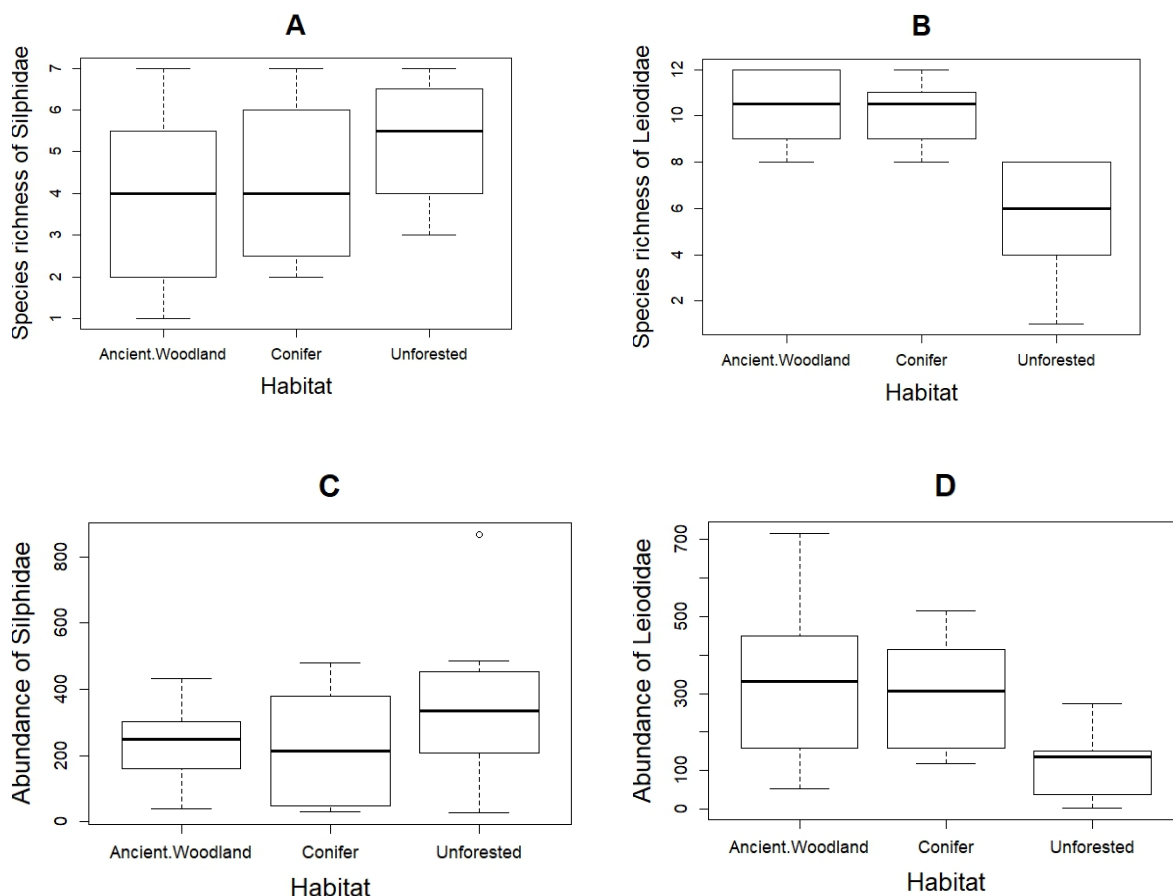 A
Species richness of Silphidae
7
6
5
4
3
2
1
Ancient.Woodland Conifer Unforested
Habitat
B
Species richness of Leiodidae
12
10
8
6
4
2
Ancient.Woodland Conifer Unforested
Habitat
C
Abundance of Silphidae
800
600
400
200
0
Ancient.Woodland Conifer Unforested
Habitat
D
Abundance of Leiodidae
700
500
300
100
0
Ancient.Woodland Conifer Unforested
Habitat